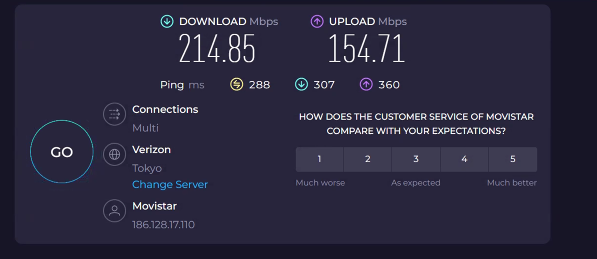 DOWNLOAD Mbps
UPLOAD Mbps
214.85
154.71
Ping ms 288 307 360
Connections
Multi
Verizon
Tokyo
Change Server
Movistar
186.128.17.110
GO
HOW DOES THE CUSTOMER SERVICE OF MOVISTAR
COMPARE WITH YOUR EXPECTATIONS?
1 2 3 4 5
Much worse As expected Much better